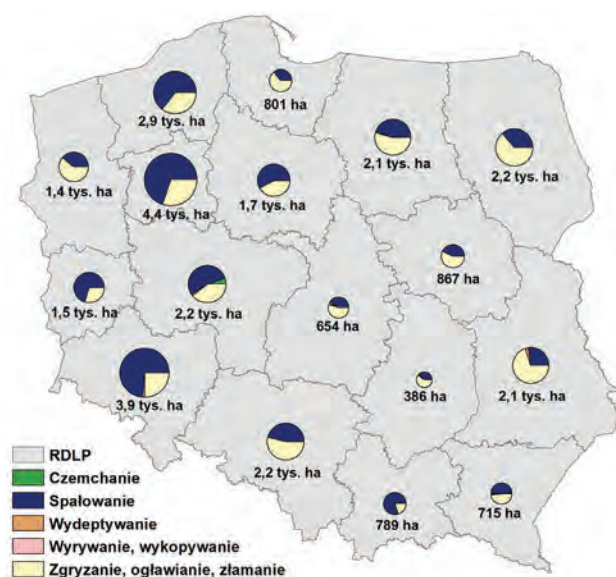 801 ha
2,9 tys. ha
2,1 tys. ha
2,2 tys. ha
1,4 tys. ha
4,4 tys. ha
1,7 tys. ha
867 ha
1,5 tys. ha
2,2 tys. ha
654 ha
386 ha
2,1 tys. ha
3,9 tys. ha
2,2 tys. ha
789 ha
715 ha
RDLP
Czemchanie
Spałowanie
Wydeptywanie
Wyrywanie, wykopywanie
Zgryzanie, ogławianie, złamanie